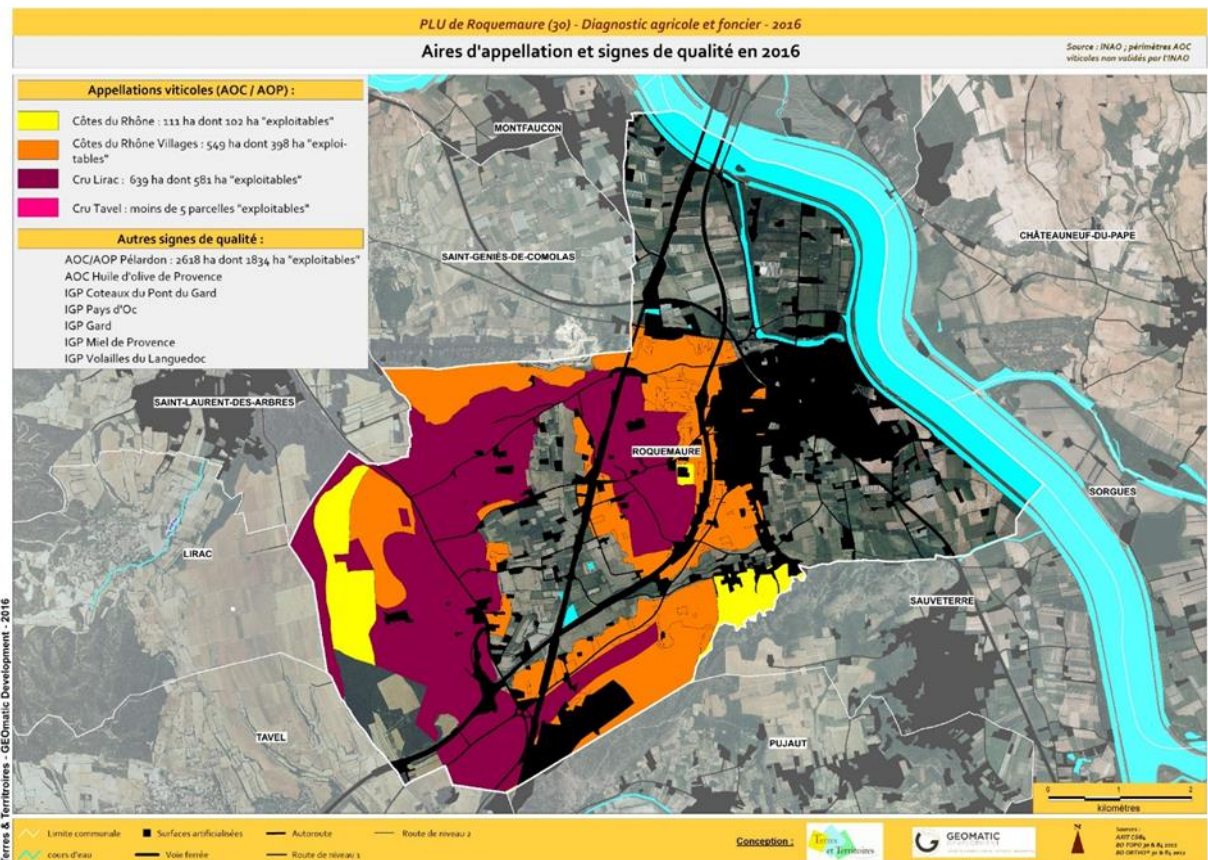 PLU de Roquemaure (30) - Diagnostic agricole et foncier - 2016
Aires d'appellation et signes de qualité en 2016
Source : INAO ; périmètres AOC
viticoles non validés par l'INAO
Appellations viticoles (AOC / AOP) :
Côtes du Rhône : 111 ha dont 102 ha "exploitables"
Côtes du Rhône Villages : 549 ha dont 398 ha "exploi-
tables"
Cru Lirac : 639 ha dont 581 ha "exploitables"
Cru Tavel : moins de 5 parcelles "exploitables"
Autres signes de qualité :
AOC/AOP Pélardon : 2618 ha dont 1834 ha "exploitables"
AOC Huile d'olive de Provence
IGP Coteaux du Pont du Gard
IGP Pays d'Oc
IGP Gard
IGP Miel de Provence
IGP Volailles du Languedoc
MONTFAUCON
CHÂTEAUNEUF-DU-PAPE
SAINT-GENIÈS-DE-COMOLAS
SAINT-LAURENT-DES-ARBRES
ROQUEMAURE
SORGUES
LIRAC
SAUVETERRE
TAVEL
PUJAUT
0 1 2
kilomètres
Terres & Territroires - GEOmatic Development - 2016
Limite communale
Surfaces artificialisées
Autoroute
Route de niveau 2
cours d'eau
Voie ferrée
Route de niveau 1
Conception :
Terres
et Territoires
GEOMATIC
N
Sources :